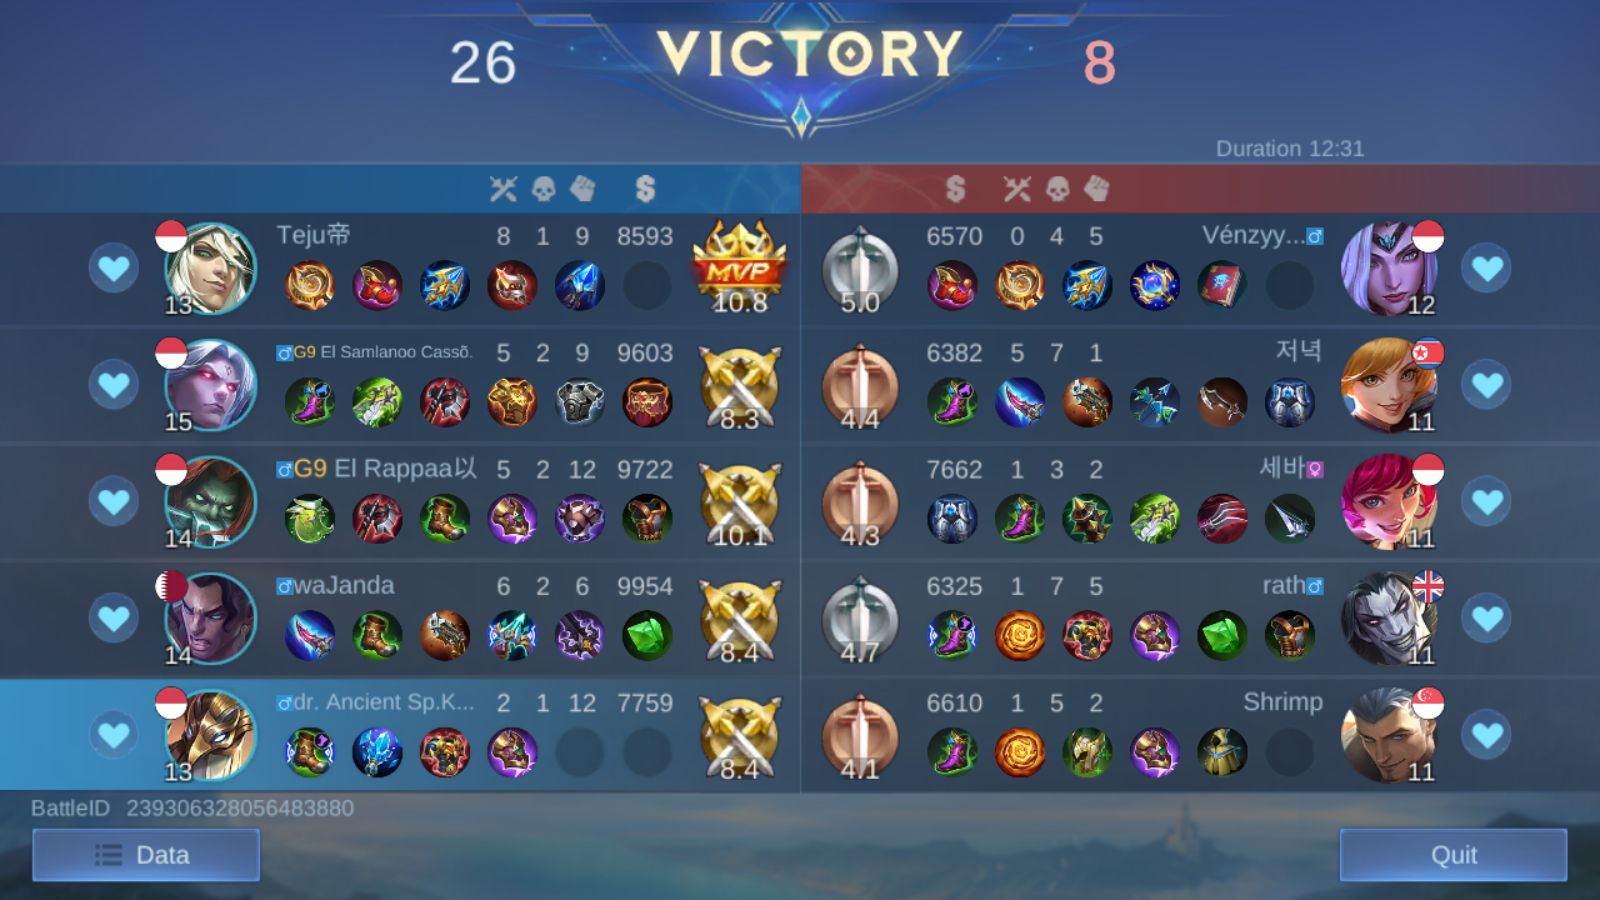 26 VICTORY 8
Duration 12:31
Teju帝 8 1 9 8593 MVP 10.8 13
5.0 6570 0 4 5 Vénzyy... 12
G9 El Samlanoo Cassõ. 5 2 9 9603 8.3 15
4.4 6382 5 7 1 저녁 11
G9 El Rappaa以 5 2 12 9722 10.1 14
4.3 7662 1 3 2 세바 11
waJanda 6 2 6 9954 8.4 14
4.7 6325 1 7 5 rath 11
dr. Ancient Sp.K... 2 1 12 7759 8.4 13
4.1 6610 1 5 2 Shrimp 11
BattleID 239306328056483880
Data
Quit